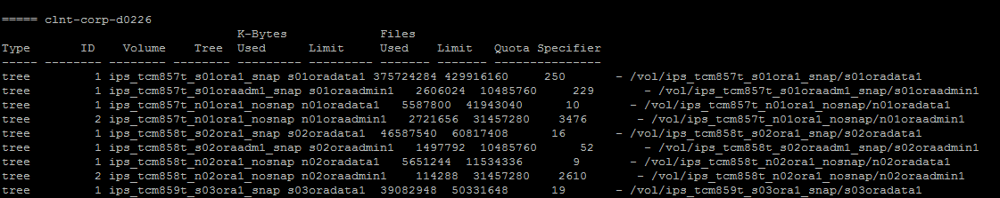 ===== clnt-corp-d0226
K-Bytes Files
Type ID Volume Tree Used Limit Used Limit Quota Specifier
----- -------- -------- -------- --------- --------- ------- ------- ---------------
tree 1 ips_tcm857t_s01ora1_snap s01oradata1 375724284 429916160 250 - /vol/ips_tcm857t_s01ora1_snap/s01oradata1
tree 1 ips_tcm857t_s01oraadm1_snap s01oraadmin1 2606024 10485760 229 - /vol/ips_tcm857t_s01oraadm1_snap/s01oraadmin1
tree 1 ips_tcm857t_n01ora1_nosnap n01oradata1 5587800 41943040 10 - /vol/ips_tcm857t_n01ora1_nosnap/n01oradata1
tree 2 ips_tcm857t_n01ora1_nosnap n01oraadmin1 2721656 31457280 3476 - /vol/ips_tcm857t_n01ora1_nosnap/n01oraadmin1
tree 1 ips_tcm858t_s02ora1_snap s02oradata1 46587540 60817408 16 - /vol/ips_tcm858t_s02ora1_snap/s02oradata1
tree 1 ips_tcm858t_s02oraadm1_snap s02oraadmin1 1497792 10485760 52 - /vol/ips_tcm858t_s02oraadm1_snap/s02oraadmin1
tree 1 ips_tcm858t_n02ora1_nosnap n02oradata1 5651244 11534336 9 - /vol/ips_tcm858t_n02ora1_nosnap/n02oradata1
tree 2 ips_tcm858t_n02ora1_nosnap n02oraadmin1 114288 31457280 2610 - /vol/ips_tcm858t_n02ora1_nosnap/n02oraadmin1
tree 1 ips_tcm859t_s03ora1_snap s03oradata1 39082948 50331648 19 - /vol/ips_tcm859t_s03ora1_snap/s03oradata1